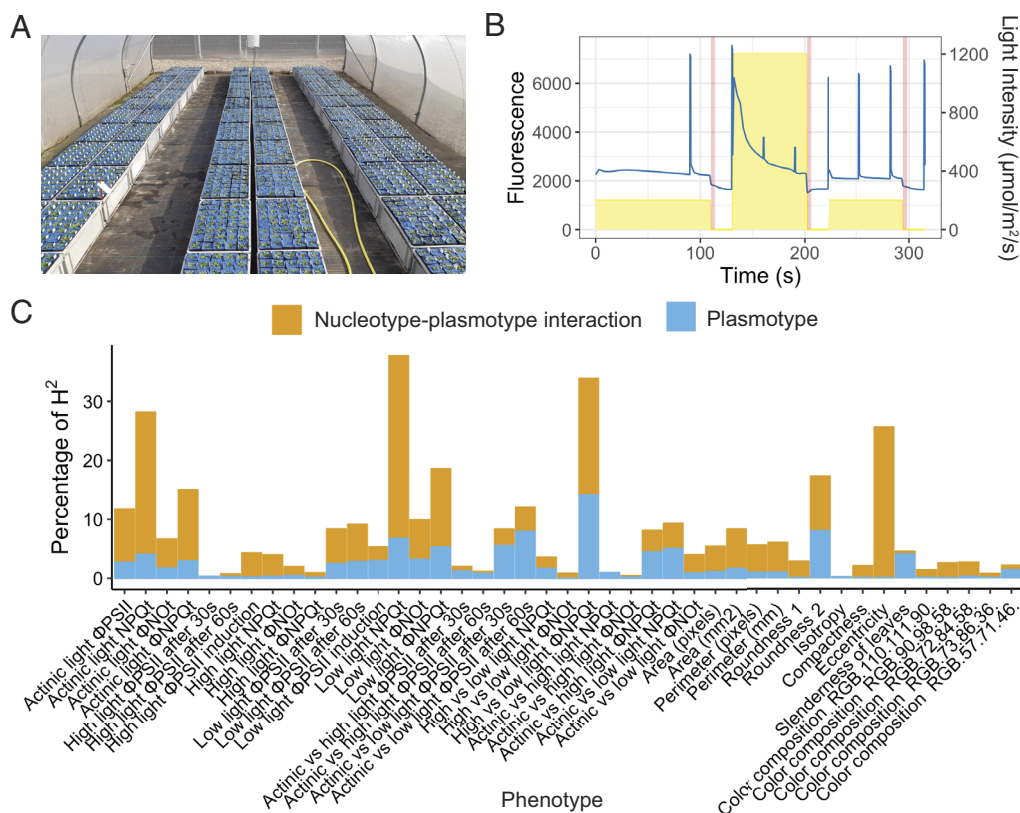 A
B
Fluorescence
6000
4000
2000
0
1200
800
400
0
Light Intensity (µmol/m²/s)
0
100
200
300
Time (s)
C
Nucleotype-plasmotype interaction
Plasmotype
Percentage of H²
30
20
10
0
Actinic light ΦPSII
Actinic light NPQt
Actinic light ΦNOt
Actinic light ΦNPQt
High light ΦPSII after 30s
High light ΦPSII after 60s
High light ΦPSII induction
High light NPQt
High light ΦNOt
High light ΦNPQt
Low light ΦPSII after 30s
Low light ΦPSII after 60s
Low light ΦPSII induction
Low light NPQt
Low light ΦNOt
Low light ΦNPQt
Actinic vs high light ΦPSII after 30s
Actinic vs high light ΦPSII after 60s
Actinic vs low light ΦPSII after 30s
Actinic vs low light ΦPSII after 60s
High vs low light NPQt
High vs low light ΦNOt
High vs low light ΦNPQt
Actinic vs high light NPQt
Actinic vs high light ΦNOt
Actinic vs high light ΦNPQt
Actinic vs low light NPQt
Actinic vs low light ΦNOt
Area (pixels)
Area (mm2)
Perimeter (pixels)
Perimeter (mm)
Roundness 1
Roundness 2
Isotropy
Compactness
Eccentricity
Slenderness of leaves
Color composition RGB 110.111.90
Color composition RGB.90.98.58
Color composition RGB.72.84.58
Color composition RGB.73.86.36
Color composition RGB.57.71.46.
Phenotype